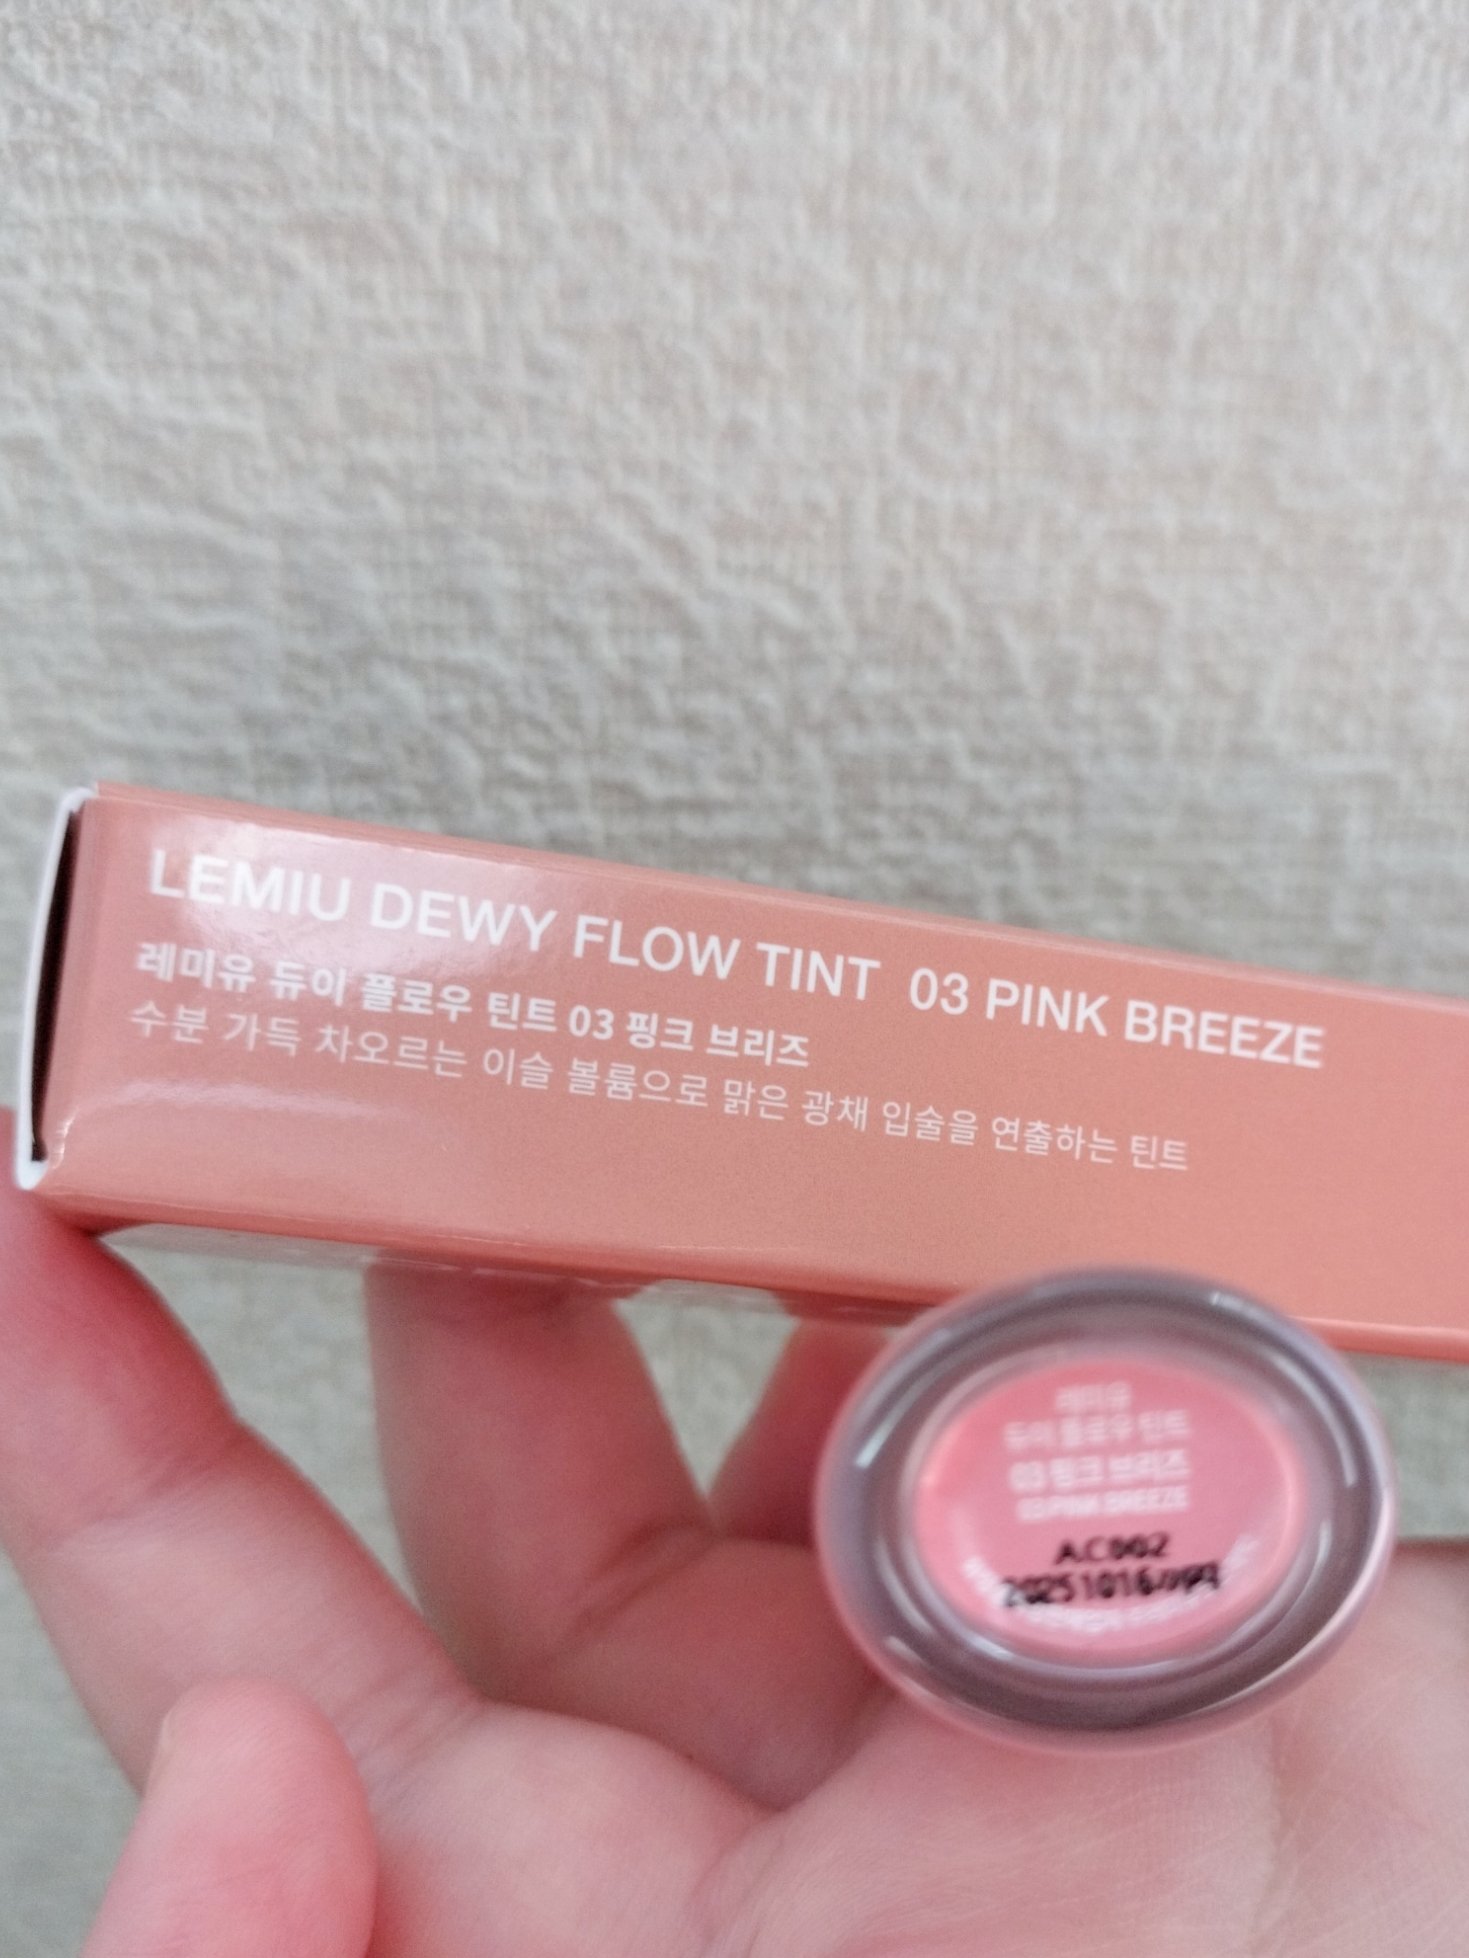 LEMIU DEWY FLOW TINT 03 PINK BREEZE
레미유 듀이 플로우 틴트 03 핑크 브리즈
수분 가득 차오르는 이슬 볼륨으로 맑은 광채 입술을 연출하는 틴트
레미유
듀이 플로우 틴트
03 핑크 브리즈
03 PINK BREEZE
AC002
20251016